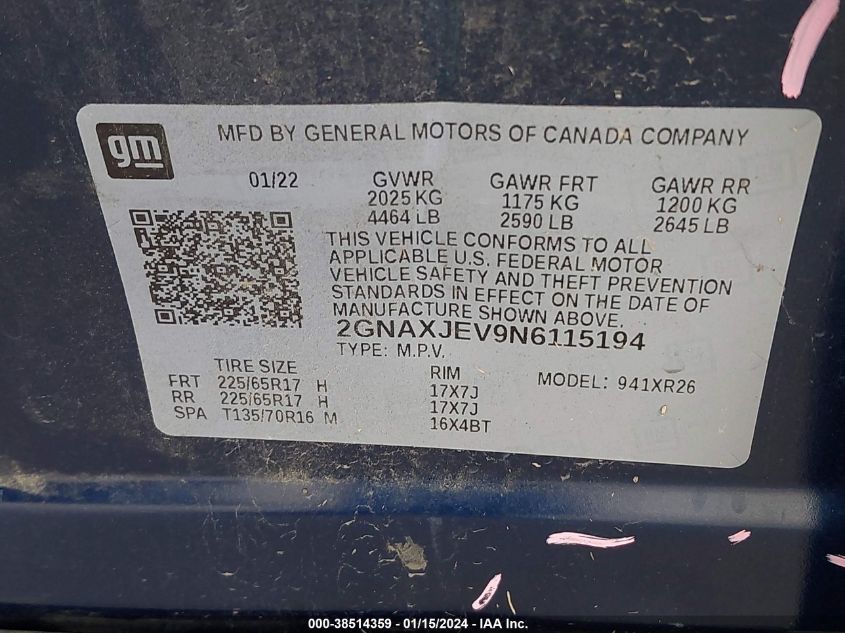 gm
MFD BY GENERAL MOTORS OF CANADA COMPANY
01/22
GVWR
2025 KG
4464 LB
GAWR FRT
1175 KG
2590 LB
GAWR RR
1200 KG
2645 LB
THIS VEHICLE CONFORMS TO ALL
APPLICABLE U.S. FEDERAL MOTOR
VEHICLE SAFETY AND THEFT PREVENTION
STANDARDS IN EFFECT ON THE DATE OF
MANUFACTURE SHOWN ABOVE.
2GNAXJEV9N6115194
TYPE: M.P.V.
MODEL: 941XR26
TIRE SIZE RIM
FRT 225/65R17 H 17X7J
RR 225/65R17 H 17X7J
SPA T135/70R16 M 16X4BT
000-38514359 - 01/15/2024 - IAA Inc.